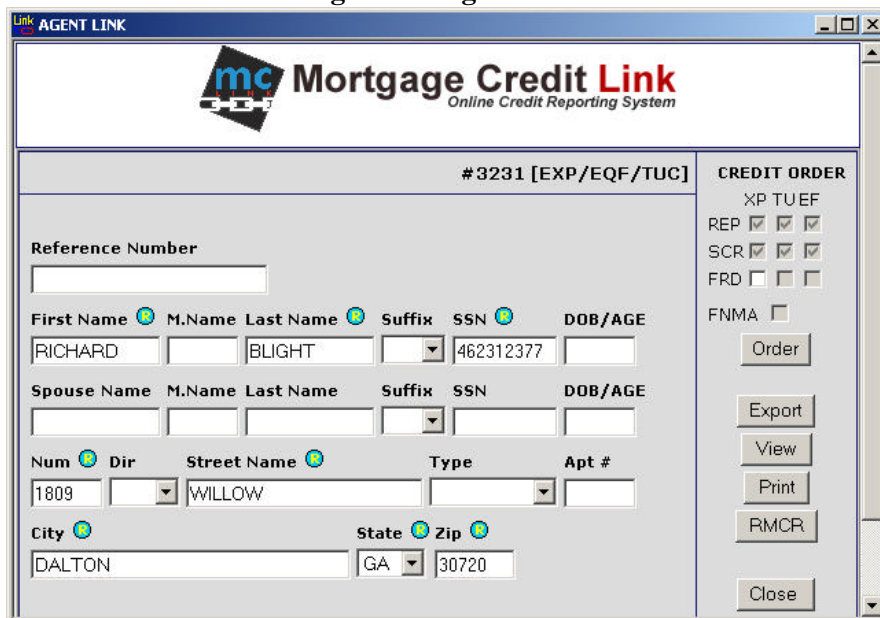 Link AGENT LINK
mc LINK Mortgage Credit Link
Online Credit Reporting System
#3231 [EXP/EQF/TUC] CREDIT ORDER
XP TU EF
REP
Reference Number SCR
FRD
First Name R M.Name Last Name R Suffix SSN R DOB/AGE FNMA
RICHARD BLIGHT 462312377 Order
Spouse Name M.Name Last Name Suffix SSN DOB/AGE
Export
Num R Dir Street Name R Type Apt # View
1809 WILLOW Print
City R State R Zip R RMCR
DALTON GA 30720
Close